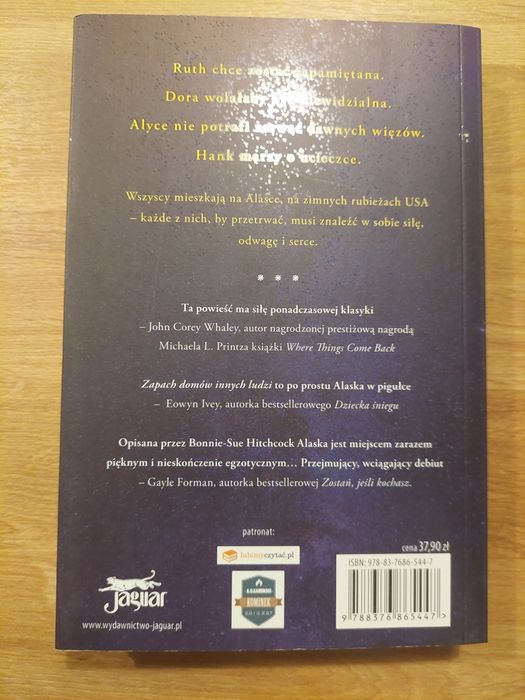 Ruth chce zostać zapamiętana.
Dora wolałaby być niewidzialna.
Alyce nie potrafi zerwać dawnych więzów.
Hank marzy o ucieczce.
Wszyscy mieszkają na Alasce, na zimnych rubieżach USA
– każde z nich, by przetrwać, musi znaleźć w sobie siłę,
odwagę i serce.
* * *
Ta powieść ma siłę ponadczasowej klasyki
– John Corey Whaley, autor nagrodzonej prestiżową nagrodą
Michaela L. Printza książki Where Things Come Back
Zapach domów innych ludzi to po prostu Alaska w pigułce
– Eowyn Ivey, autorka bestsellerowego Dziecka śniegu
Opisana przez Bonnie-Sue Hitchcock Alaska jest miejscem zarazem
pięknym i nieskończenie egzotycznym… Przejmujący, wciągający debiut
– Gayle Forman, autorka bestsellerowej Zostań, jeśli kochasz.
patronat:
lubimyczytać.pl
KOMINEK
Jaguar
www.wydawnictwo-jaguar.pl
cena 37,90 zł
ISBN: 978-83-7686-544-7
9 788376 865447